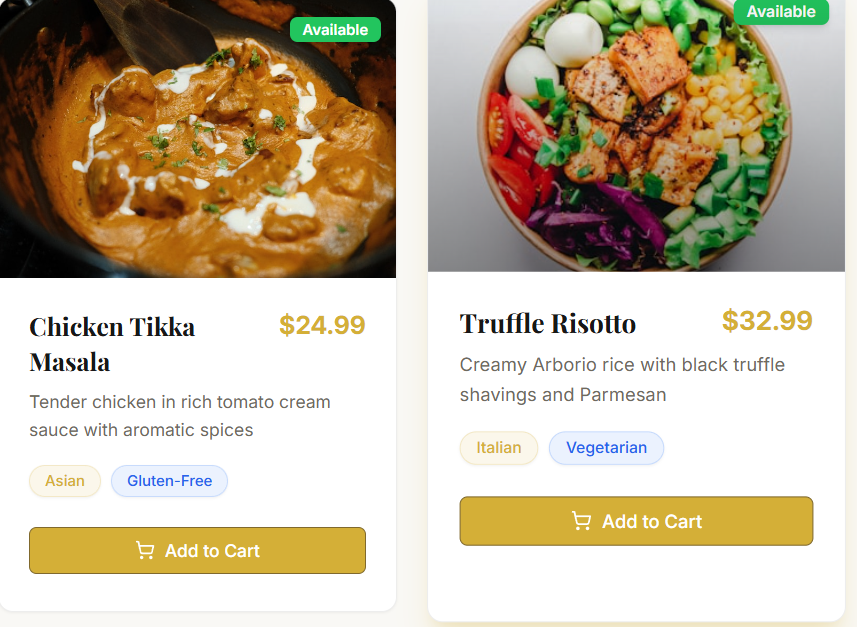 Available
Chicken Tikka
Masala
$24.99
Tender chicken in rich tomato cream
sauce with aromatic spices
Asian
Gluten-Free
Add to Cart
Available
Truffle Risotto
$32.99
Creamy Arborio rice with black truffle
shavings and Parmesan
Italian
Vegetarian
Add to Cart